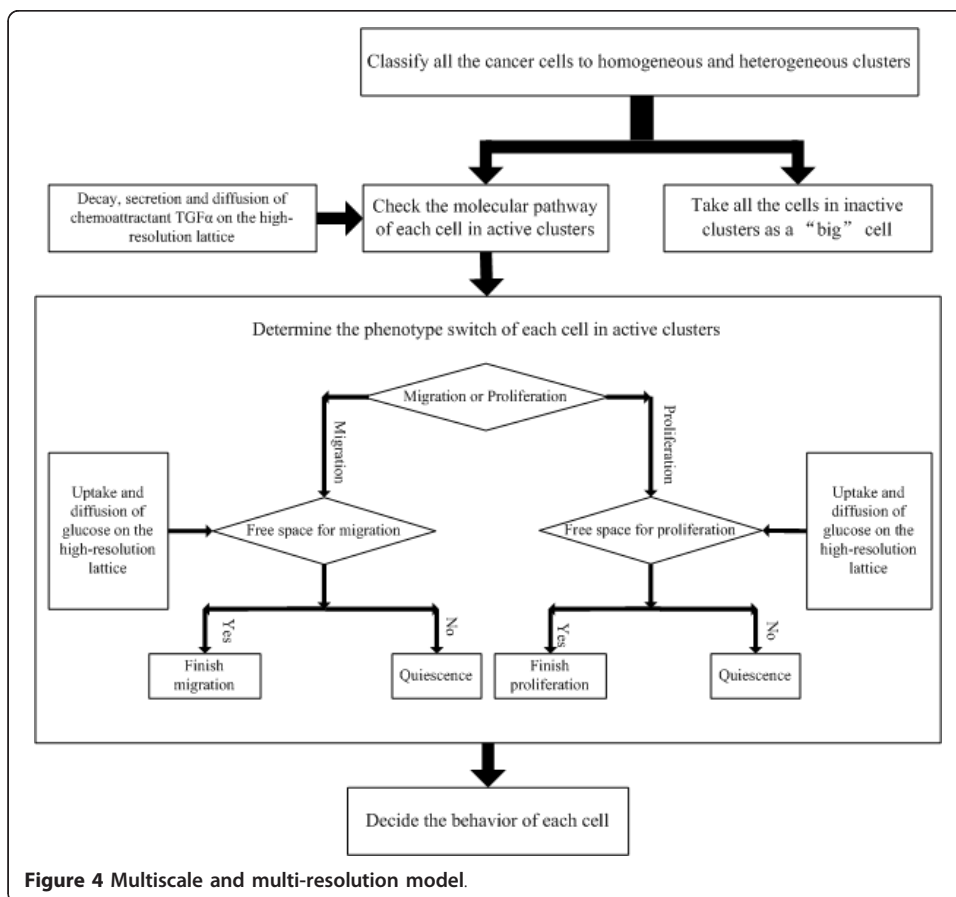 Classify all the cancer cells to homogeneous and heterogeneous clusters
Decay, secretion and diffusion of
chemoattractant TGFα on the high-
resolution lattice
Check the molecular pathway
of each cell in active clusters
Take all the cells in inactive
clusters as a “big” cell
Determine the phenotype switch of each cell in active clusters
Migration or Proliferation
Migration
Proliferation
Uptake and
diffusion of
glucose on the
high-resolution
lattice
Free space for migration
Free space for proliferation
Uptake and
diffusion of
glucose on the
high-resolution
lattice
Yes
No
Yes
No
Finish
migration
Quiescence
Finish
proliferation
Quiescence
Decide the behavior of each cell
Figure 4 Multiscale and multi-resolution model.